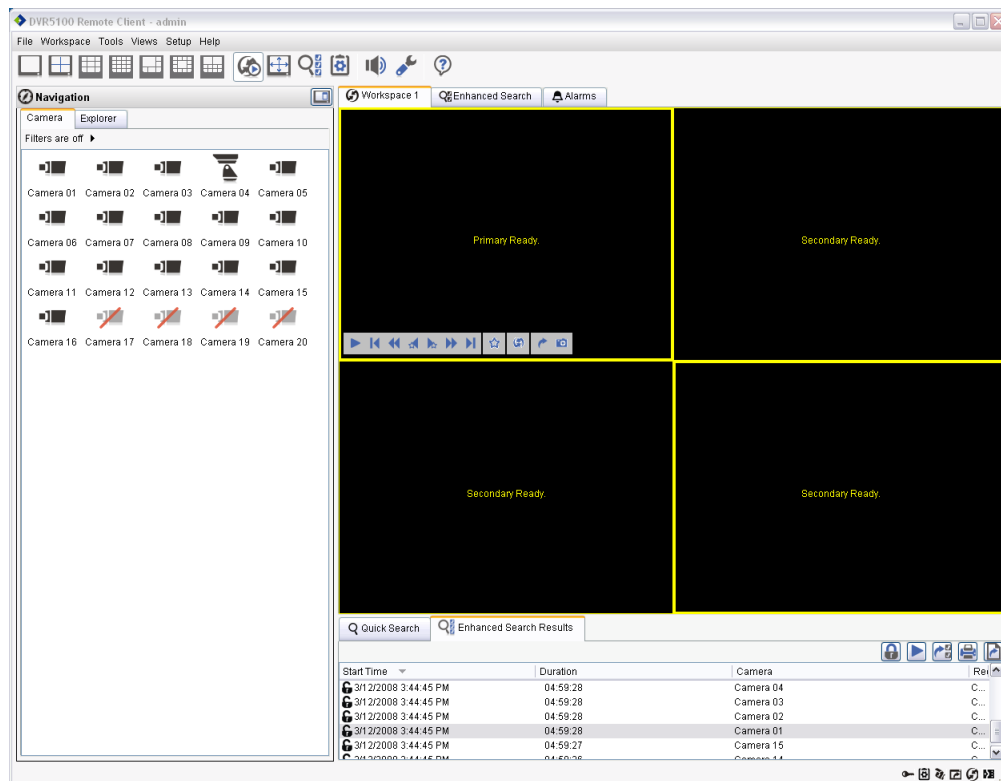 DVR5100 Remote Client - admin
File Workspace Tools Views Setup Help
Navigation
Camera Explorer
Filters are off
Camera 01 Camera 02 Camera 03 Camera 04 Camera 05
Camera 06 Camera 07 Camera 08 Camera 09 Camera 10
Camera 11 Camera 12 Camera 13 Camera 14 Camera 15
Camera 16 Camera 17 Camera 18 Camera 19 Camera 20
Workspace 1 Enhanced Search Alarms
Primary Ready. Secondary Ready.
Secondary Ready. Secondary Ready.
Quick Search Enhanced Search Results
Start Time Duration Camera
3/12/2008 3:44:45 PM 04:59:28 Camera 04 C...
3/12/2008 3:44:45 PM 04:59:28 Camera 03 C...
3/12/2008 3:44:45 PM 04:59:28 Camera 02 C...
3/12/2008 3:44:45 PM 04:59:28 Camera 01 C...
3/12/2008 3:44:45 PM 04:59:27 Camera 15 C...